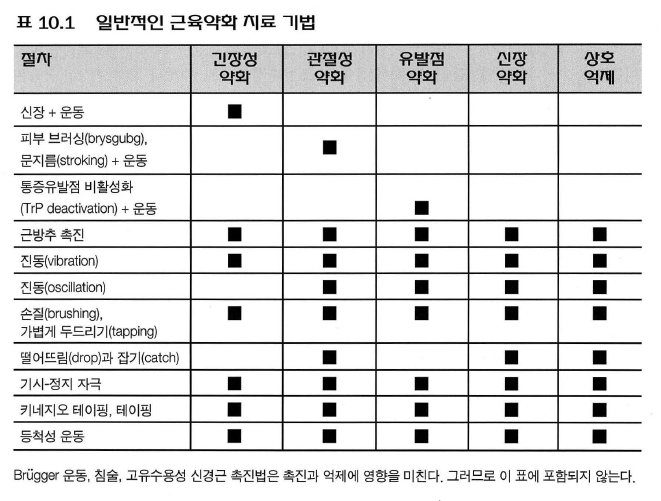 표 10.1 일반적인 근육약화 치료 기법
절차 긴장성 약화 관절성 약화 유발점 약화 신장 약화 상호 억제
신장 + 운동 ■
피부 브러싱(brysgubg),
문지름(stroking) + 운동 ■
통증유발점 비활성화
(TrP deactivation) + 운동 ■
근방추 촉진 ■ ■ ■ ■ ■
진동(vibration) ■ ■ ■ ■ ■
진동(oscillation) ■ ■ ■ ■
손질(brushing),
가볍게 두드리기(tapping) ■ ■ ■ ■ ■
떨어뜨림(drop)과 잡기(catch) ■ ■ ■
기시-정지 자극 ■ ■ ■ ■ ■
키네지오 테이핑, 테이핑 ■ ■ ■ ■ ■
등척성 운동 ■ ■ ■ ■ ■
Brügger 운동, 침술, 고유수용성 신경근 촉진법은 촉진과 억제에 영향을 미친다. 그러므로 이 표에 포함되지 않는다.